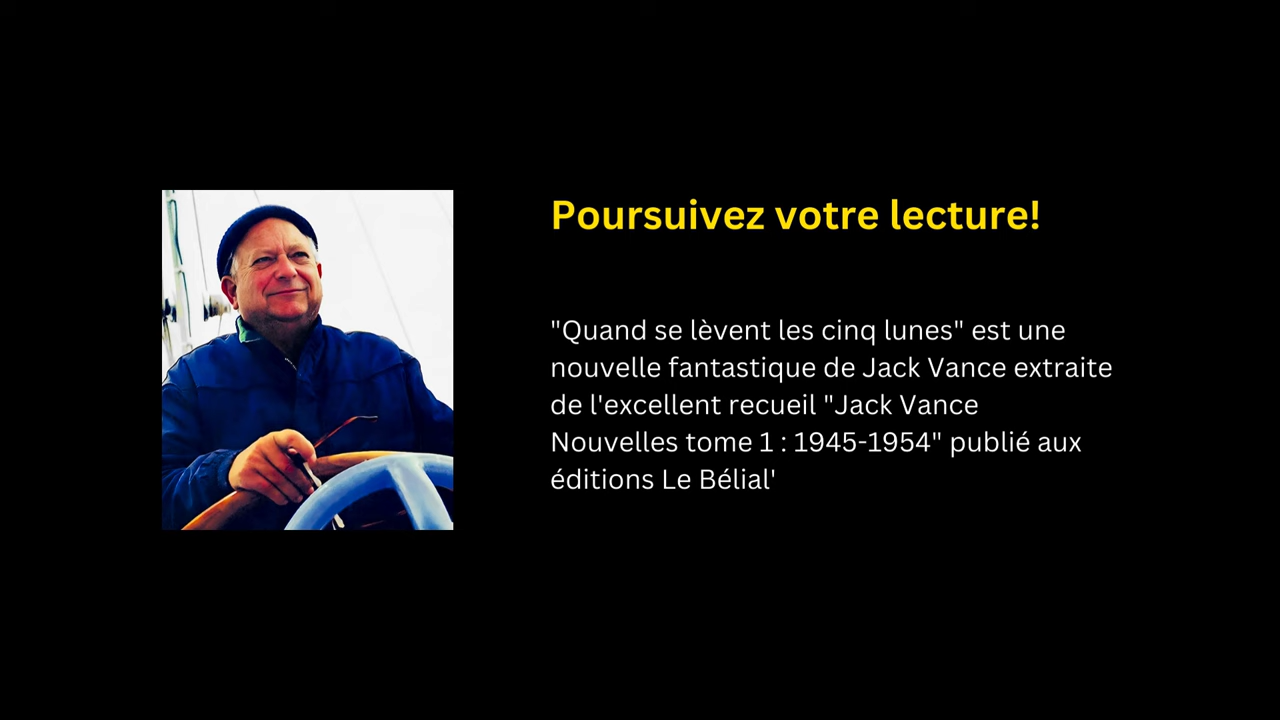 Poursuivez votre lecture!
"Quand se lèvent les cinq lunes" est une
nouvelle fantastique de Jack Vance extraite
de l'excellent recueil "Jack Vance
Nouvelles tome 1 : 1945-1954" publié aux
éditions Le Bélial'